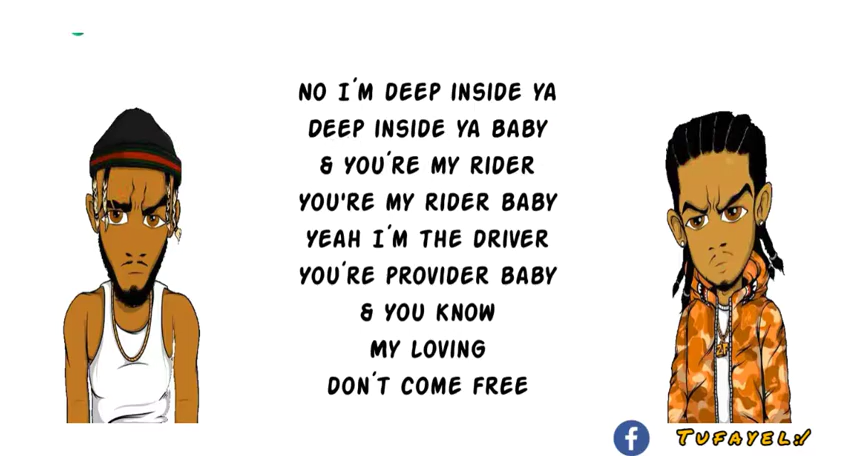 NO I'M DEEP INSIDE YA
DEEP INSIDE YA BABY
& YOU'RE MY RIDER
YOU'RE MY RIDER BABY
YEAH I'M THE DRIVER
YOU'RE PROVIDER BABY
& YOU KNOW
MY LOVING
DON'T COME FREE
f TUFAYEL:/